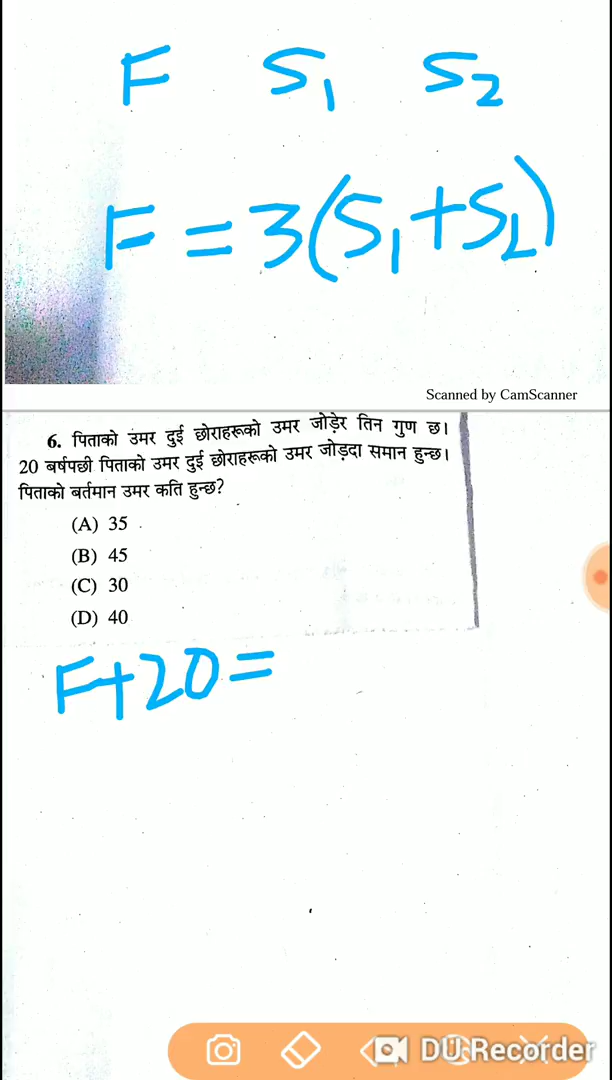 F S₁ S₂
F = 3(S₁+S₂)
Scanned by CamScanner
6. पिताको उमर दुई छोराहरूको उमर जोड़ेर तिन गुण छ।
20 बर्षपछी पिताको उमर दुई छोराहरूको उमर जोड़दा समान हुन्छ।
पिताको बर्तमान उमर कति हुन्छ?
(A) 35
(B) 45
(C) 30
(D) 40
F+20=
DU Recorder